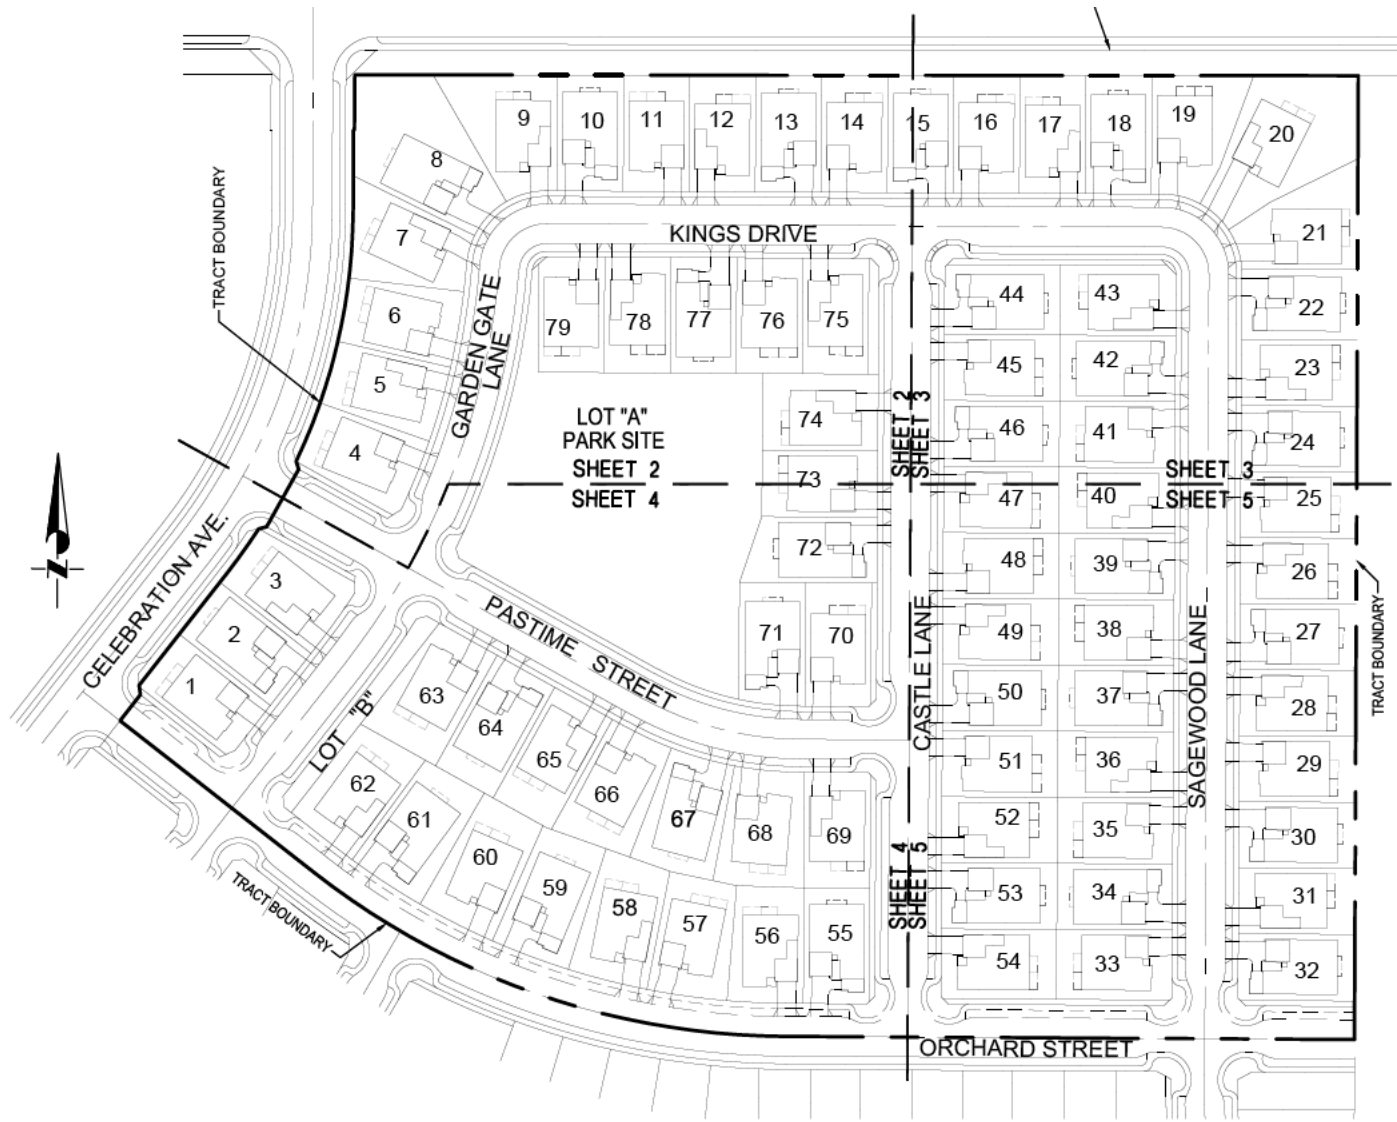 9 10 11 12 13 14 15 16 17 18 19 20
8
TRACT BOUNDARY
7
KINGS DRIVE
21
6
GARDEN GATE
LANE
79 78 77 76 75
44 43
22
5
45 42
23
4
LOT "A"
PARK SITE
74
SHEET 2
SHEET 3
46 41
24
SHEET 2
SHEET 4
73
47 40
SHEET 3
SHEET 5
25
N
CELEBRATION AVE.
3
72
48 39
26
2
PASTIME STREET
71 70
CASTLE LANE
49 38
SAGEWOOD LANE
27
TRACT BOUNDARY
1
LOT "B"
63
64
50 37
28
65
51 36
29
62
66
61
67 68 69
52 35
30
60
59
SHEET 4
SHEET 5
53 34
31
TRACT BOUNDARY
58
57
56 55
54 33
32
ORCHARD STREET